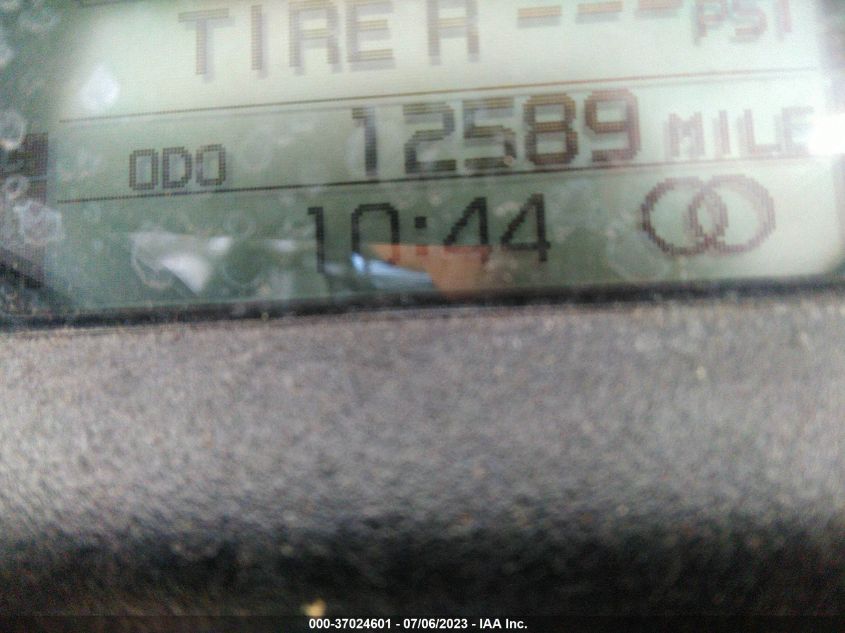 TIRE R --- PSI
ODO 12589 MILE
10:44
000-37024601 - 07/06/2023 - IAA Inc.